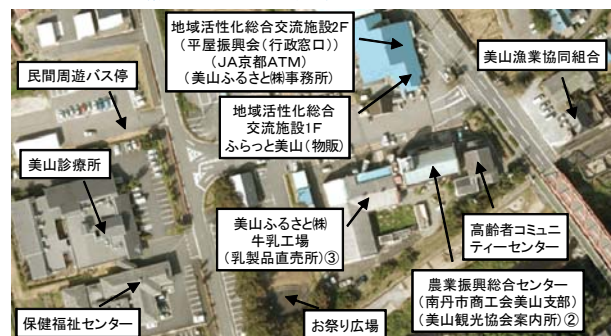 地域活性化総合交流施設2F
(平屋振興会(行政窓口))
(JA京都ATM)
(美山ふるさと㈱事務所)
美山漁業協同組合
民間周遊バス停
地域活性化総合
交流施設1F
ふらっと美山(物販)
美山診療所
美山ふるさと㈱
牛乳工場
(乳製品直売所)③
高齢者コミュニ
ティーセンター
農業振興総合センター
(南丹市商工会美山支部)
(美山観光協会案内所)②
保健福祉センター
お祭り広場